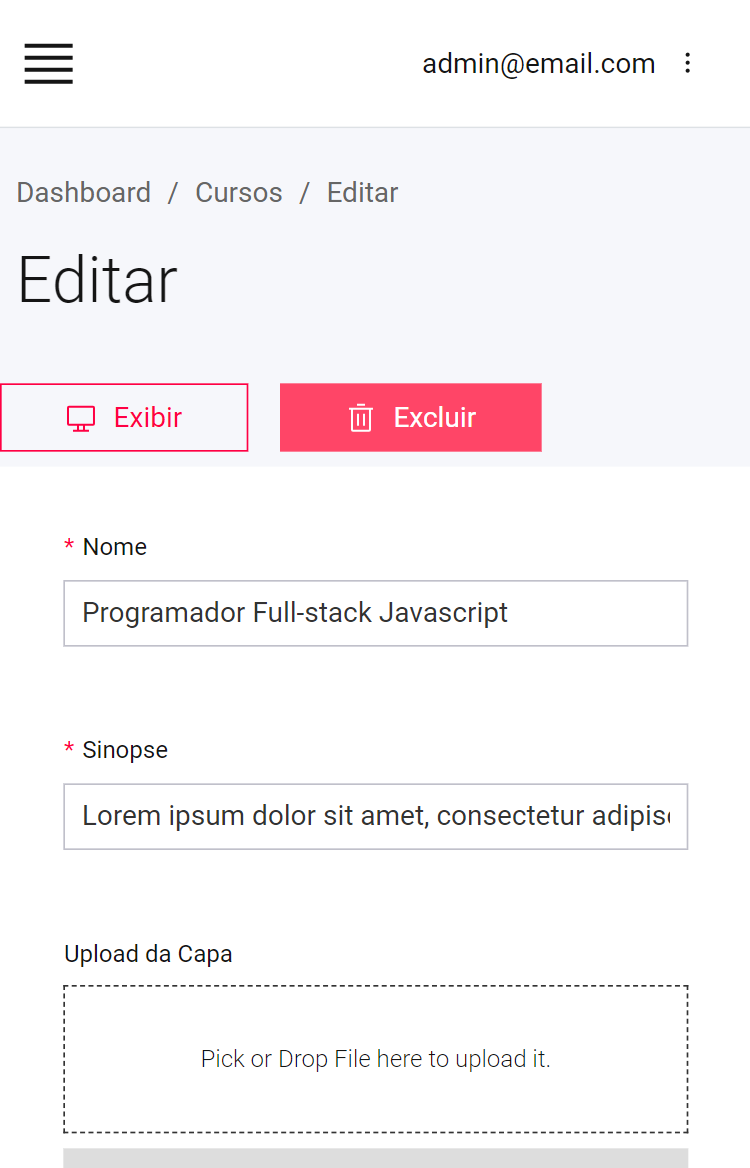 admin@email.com
Dashboard / Cursos / Editar
Editar
Exibir
Excluir
* Nome
Programador Full-stack Javascript
* Sinopse
Lorem ipsum dolor sit amet, consectetur adipis
Upload da Capa
Pick or Drop File here to upload it.